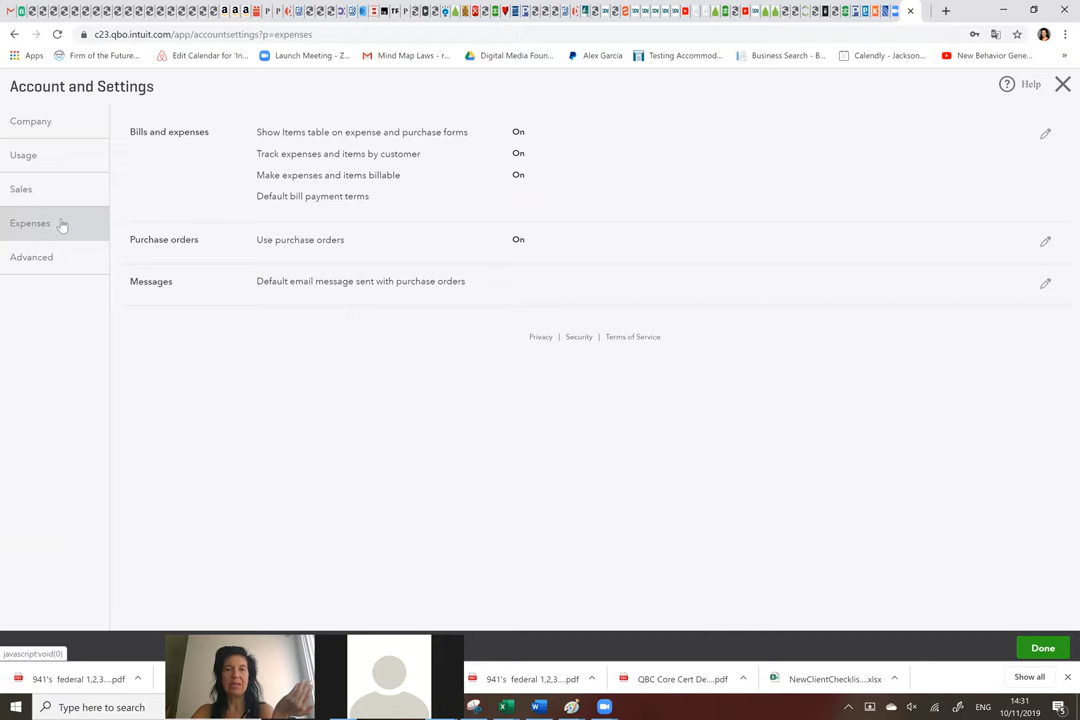 c23.qbo.intuit.com/app/accountsettings?p=expenses
Apps
Firm of the Future...
Edit Calendar for 'In...
Launch Meeting - Z...
Mind Map Laws - r...
Digital Media Foun...
Alex Garcia
Testing Accommod...
Business Search - B...
Calendly - Jackson...
New Behavior Gene...
Account and Settings
Help
Company
Usage
Sales
Expenses
Advanced
Bills and expenses
Show Items table on expense and purchase forms On
Track expenses and items by customer On
Make expenses and items billable On
Default bill payment terms
Purchase orders Use purchase orders On
Messages Default email message sent with purchase orders
Privacy | Security | Terms of Service
Done
javascript:void(0)
941's federal 1,2,3....pdf
941's federal 1,2,3....pdf
QBC Core Cert De....pdf
NewClientChecklis....xlsx
Show all
Type here to search
ENG
14:31
10/11/2019